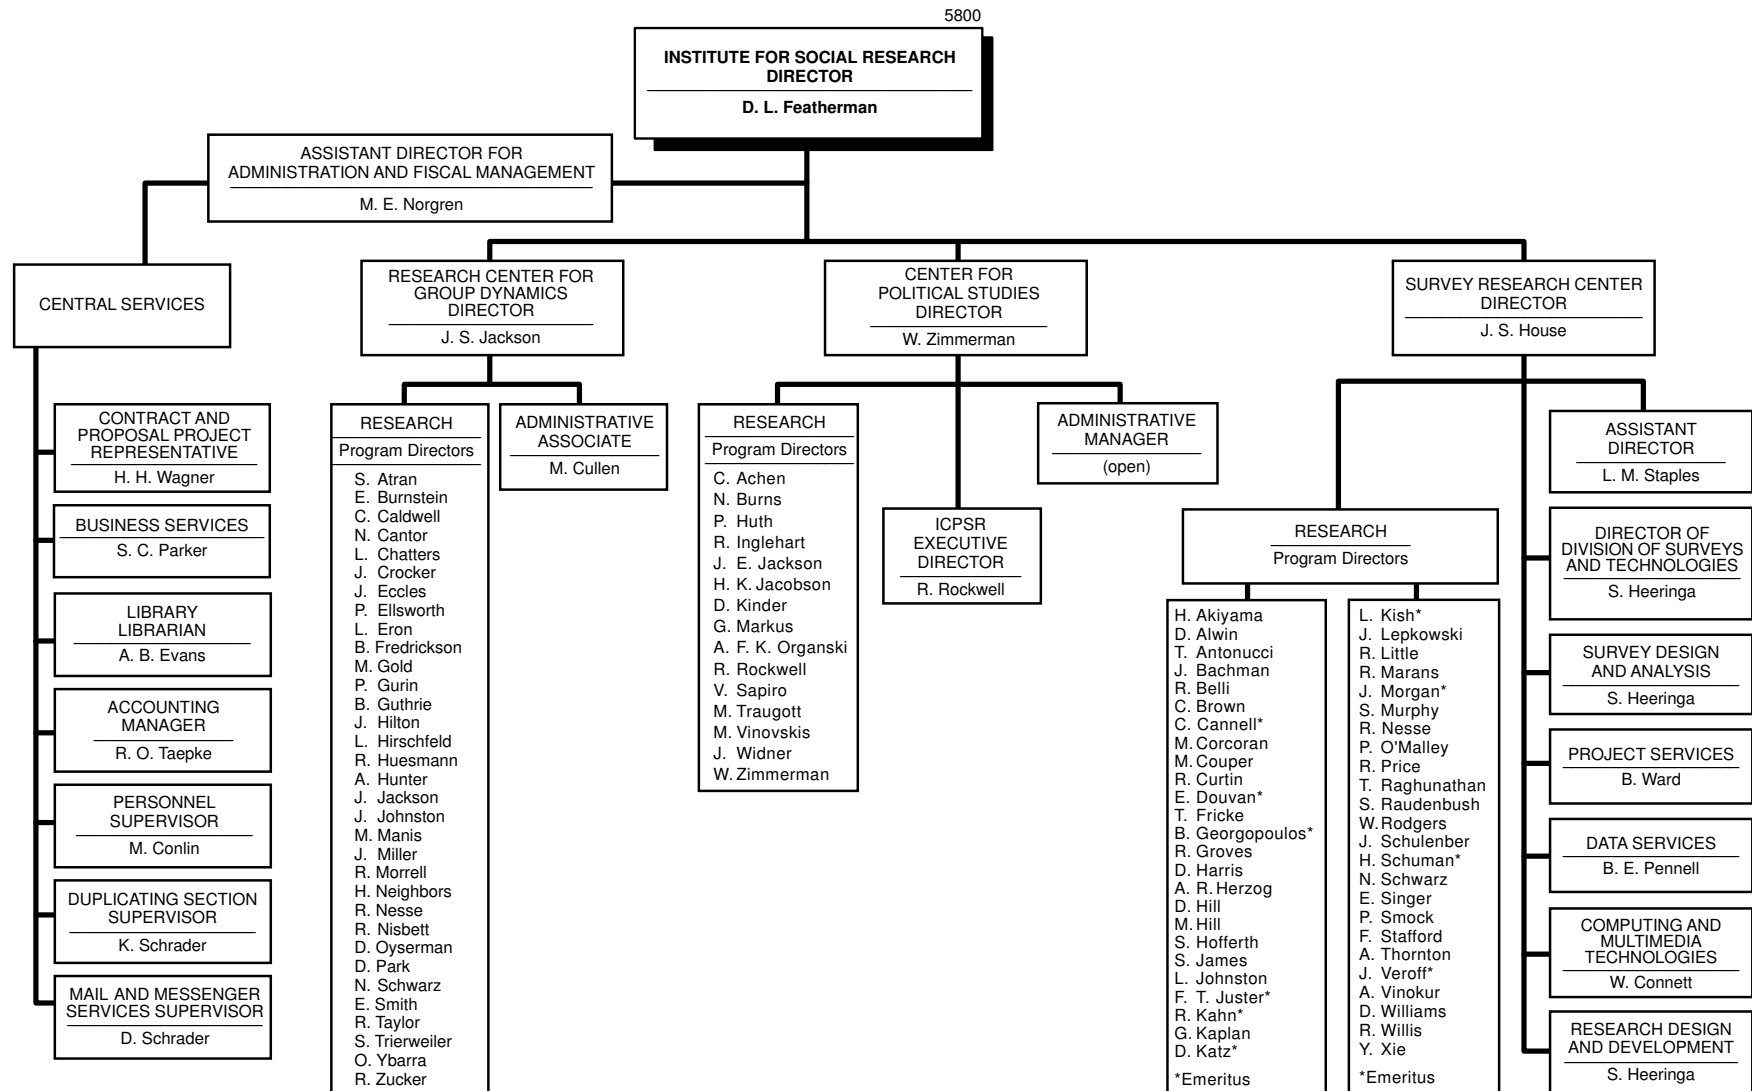 5800
INSTITUTE FOR SOCIAL RESEARCH
DIRECTOR
D. L. Featherman
ASSISTANT DIRECTOR FOR
ADMINISTRATION AND FISCAL MANAGEMENT
M. E. Norgren
CENTRAL SERVICES
CONTRACT AND
PROPOSAL PROJECT
REPRESENTATIVE
H. H. Wagner
BUSINESS SERVICES
S. C. Parker
LIBRARY
LIBRARIAN
A. B. Evans
ACCOUNTING
MANAGER
R. O. Taepke
PERSONNEL
SUPERVISOR
M. Conlin
DUPLICATING SECTION
SUPERVISOR
K. Schrader
MAIL AND MESSENGER
SERVICES SUPERVISOR
D. Schrader
RESEARCH CENTER FOR
GROUP DYNAMICS
DIRECTOR
J. S. Jackson
RESEARCH
Program Directors
S. Atran
E. Burnstein
C. Caldwell
N. Cantor
L. Chatters
J. Crocker
J. Eccles
P. Ellsworth
L. Eron
B. Fredrickson
M. Gold
P. Gurin
B. Guthrie
J. Hilton
L. Hirschfeld
R. Huesmann
A. Hunter
J. Jackson
J. Johnston
M. Manis
J. Miller
R. Morrell
H. Neighbors
R. Nesse
R. Nisbett
D. Oyserman
D. Park
N. Schwarz
E. Smith
R. Taylor
S. Trierweiler
O. Ybarra
R. Zucker
ADMINISTRATIVE
ASSOCIATE
M. Cullen
CENTER FOR
POLITICAL STUDIES
DIRECTOR
W. Zimmerman
RESEARCH
Program Directors
C. Achen
N. Burns
P. Huth
R. Inglehart
J. E. Jackson
H. K. Jacobson
D. Kinder
G. Markus
A. F. K. Organski
R. Rockwell
V. Sapiro
M. Traugott
M. Vinovskis
J. Widner
W. Zimmerman
ICPSR
EXECUTIVE
DIRECTOR
R. Rockwell
ADMINISTRATIVE
MANAGER
(open)
SURVEY RESEARCH CENTER
DIRECTOR
J. S. House
RESEARCH
Program Directors
H. Akiyama
D. Alwin
T. Antonucci
J. Bachman
R. Belli
C. Brown
C. Cannell*
M. Corcoran
M. Couper
R. Curtin
E. Douvan*
T. Fricke
B. Georgopoulos*
R. Groves
D. Harris
A. R. Herzog
D. Hill
M. Hill
S. Hofferth
S. James
L. Johnston
F. T. Juster*
R. Kahn*
G. Kaplan
D. Katz*
*Emeritus
L. Kish*
J. Lepkowski
R. Little
R. Marans
J. Morgan*
S. Murphy
R. Nesse
P. O'Malley
R. Price
T. Raghunathan
S. Raudenbush
W. Rodgers
J. Schulenber
H. Schuman*
N. Schwarz
E. Singer
P. Smock
F. Stafford
A. Thornton
J. Veroff*
A. Vinokur
D. Williams
R. Willis
Y. Xie
*Emeritus
ASSISTANT
DIRECTOR
L. M. Staples
DIRECTOR OF
DIVISION OF SURVEYS
AND TECHNOLOGIES
S. Heeringa
SURVEY DESIGN
AND ANALYSIS
S. Heeringa
PROJECT SERVICES
B. Ward
DATA SERVICES
B. E. Pennell
COMPUTING AND
MULTIMEDIA
TECHNOLOGIES
W. Connett
RESEARCH DESIGN
AND DEVELOPMENT
S. Heeringa